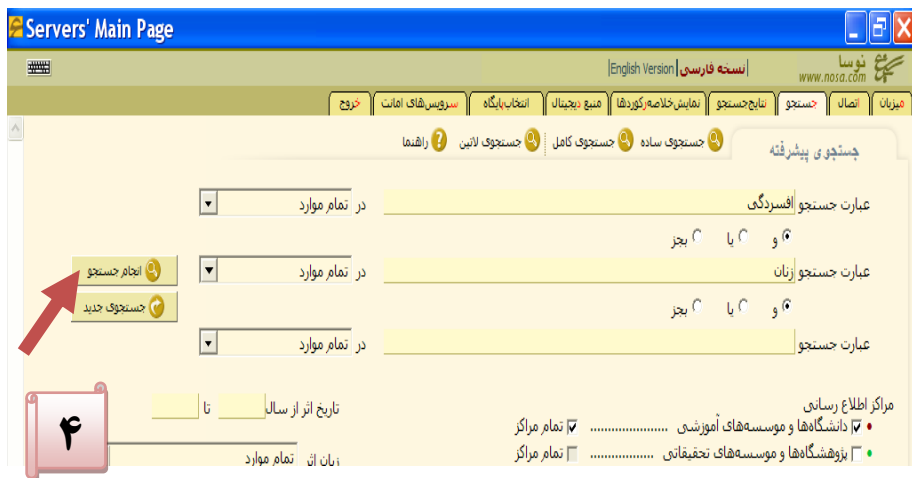 Servers' Main Page
نوسا
www.nosa.com
نسخه فارسی | English Version
میزبان اتصال جستجو نتایج‌جستجو نمایش‌خلاصه‌رکوردها منبع دیجیتال انتخاب‌پایگاه سرویس‌های امانت خروج
جستجوی پیشرفته
جستجوی ساده جستجوی کامل جستجوی لاتین راهنما
عبارت جستجو افسردگی در تمام موارد
و یا بجز
عبارت جستجو زنان در تمام موارد انجام جستجو
و یا بجز جستجوی جدید
عبارت جستجو در تمام موارد
مراکز اطلاع رسانی تاریخ اثر از سال تا
دانشگاه‌ها و موسسه‌های آموزشی ...................... تمام مراکز
پژوهشگاه‌ها و موسسه‌های تحقیقاتی .................. تمام مراکز زبان اثر تمام موارد
۴